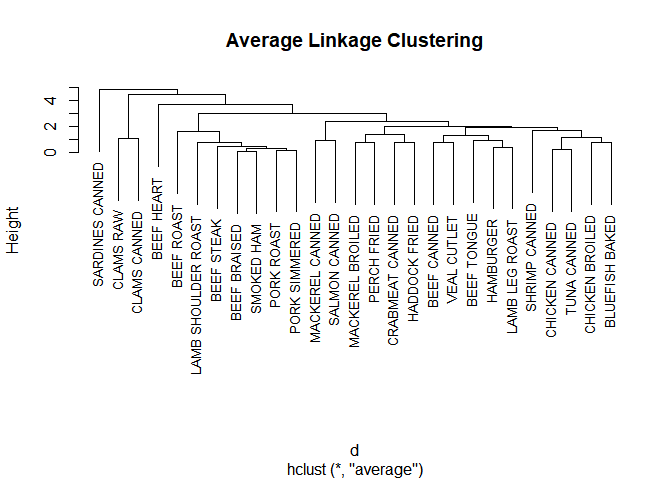 Average Linkage Clustering
Height
0 2 4
SARDINES CANNED
CLAMS RAW
CLAMS CANNED
BEEF HEART
BEEF ROAST
LAMB SHOULDER ROAST
BEEF STEAK
BEEF BRAISED
SMOKED HAM
PORK ROAST
PORK SIMMERED
MACKEREL CANNED
SALMON CANNED
MACKEREL BROILED
PERCH FRIED
CRABMEAT CANNED
HADDOCK FRIED
BEEF CANNED
VEAL CUTLET
BEEF TONGUE
HAMBURGER
LAMB LEG ROAST
SHRIMP CANNED
CHICKEN CANNED
TUNA CANNED
CHICKEN BROILED
BLUEFISH BAKED
d
hclust (*, "average")